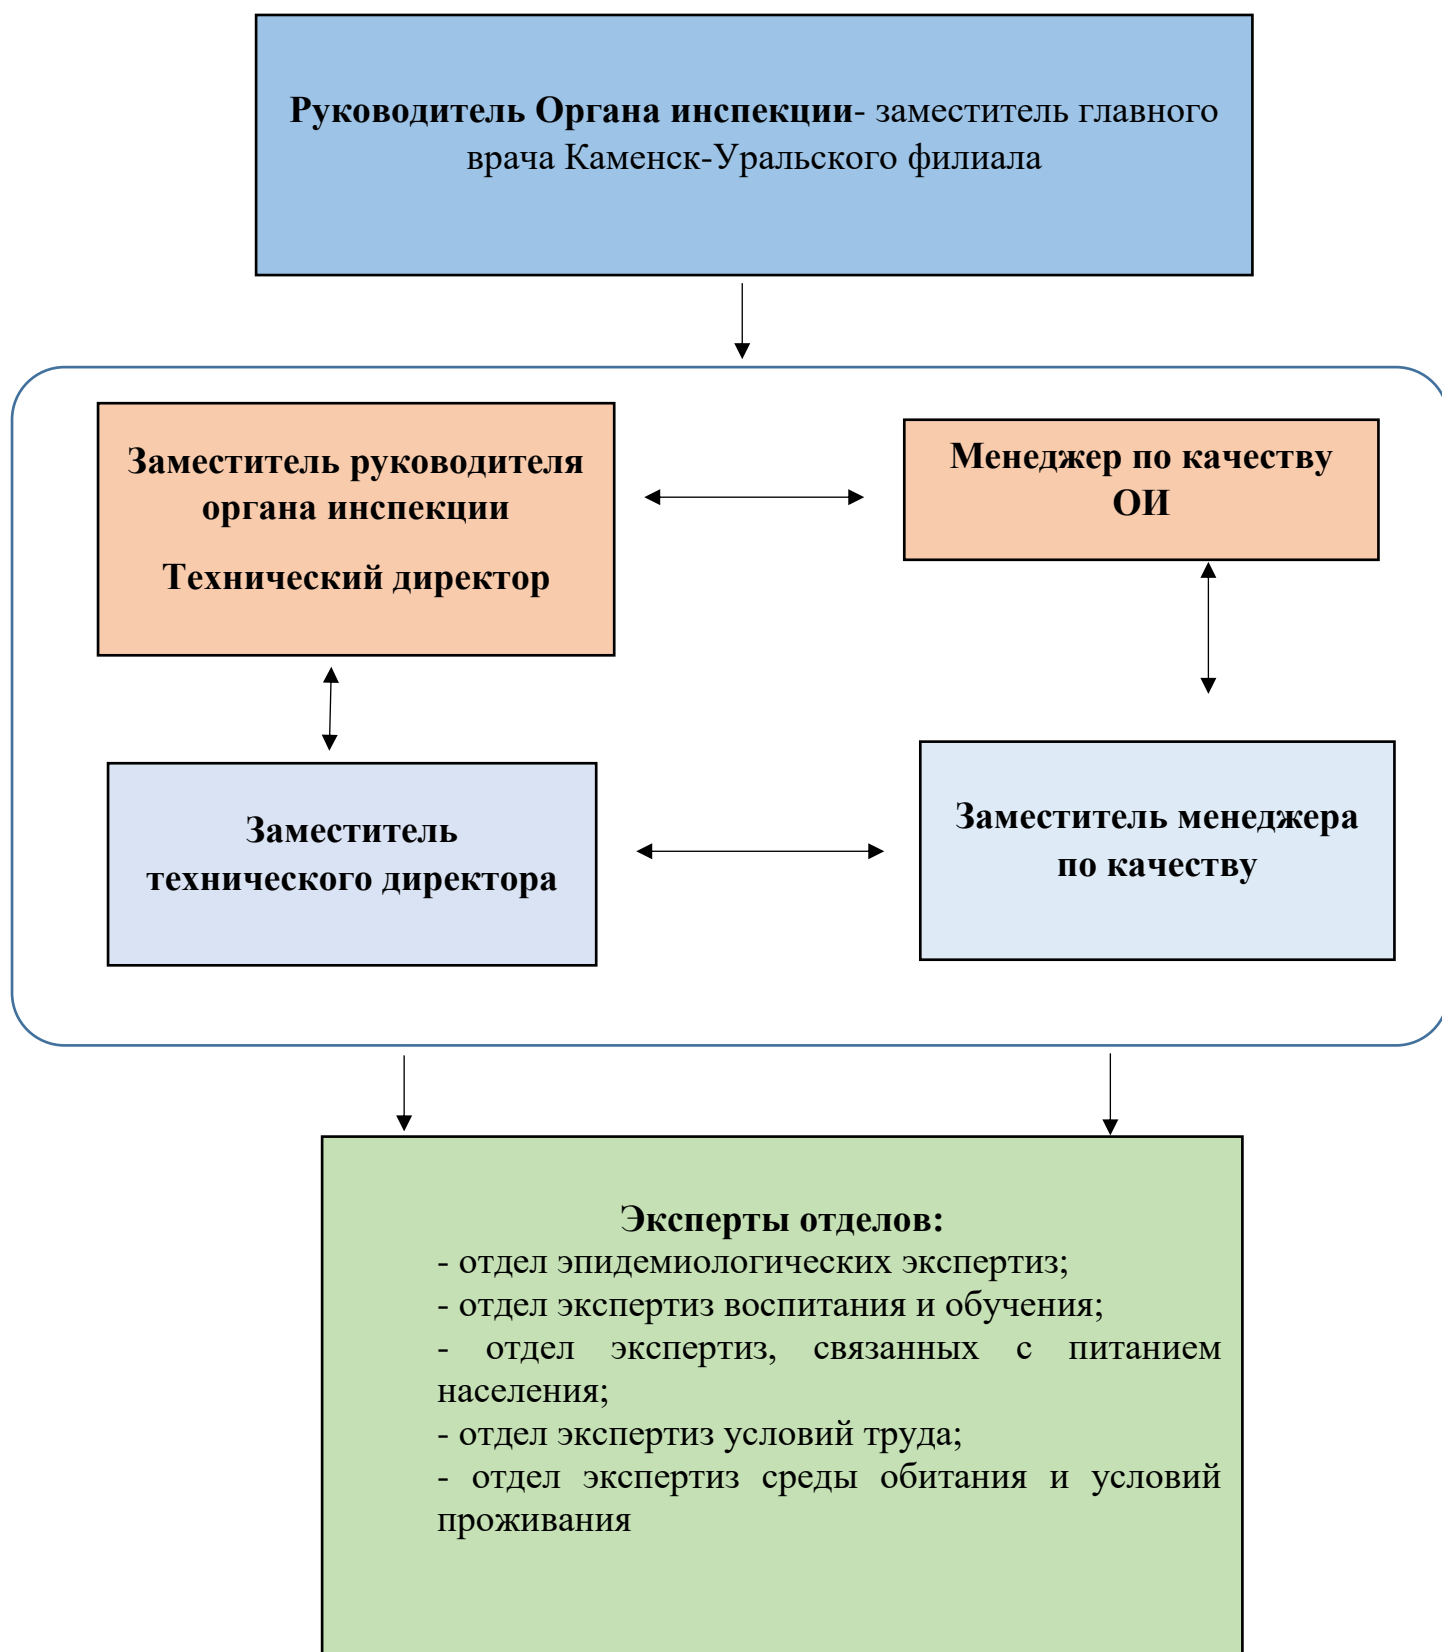 Руководитель Органа инспекции- заместитель главного
врача Каменск-Уральского филиала
Заместитель руководителя
органа инспекции
Технический директор
Менеджер по качеству
ОИ
Заместитель
технического директора
Заместитель менеджера
по качеству
Эксперты отделов:
- отдел эпидемиологических экспертиз;
- отдел экспертиз воспитания и обучения;
- отдел экспертиз, связанных с питанием
населения;
- отдел экспертиз условий труда;
- отдел экспертиз среды обитания и условий
проживания